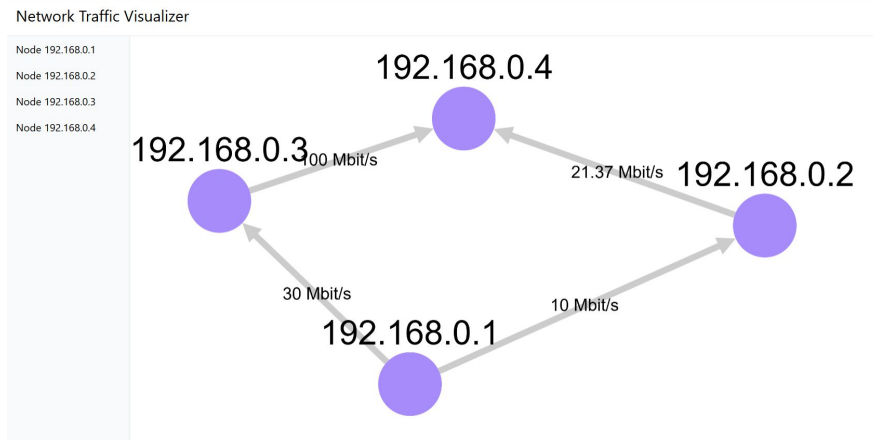 Network Traffic Visualizer
Node 192.168.0.1
Node 192.168.0.2
Node 192.168.0.3
Node 192.168.0.4
192.168.0.4
192.168.0.3
100 Mbit/s
21.37 Mbit/s
192.168.0.2
30 Mbit/s
10 Mbit/s
192.168.0.1